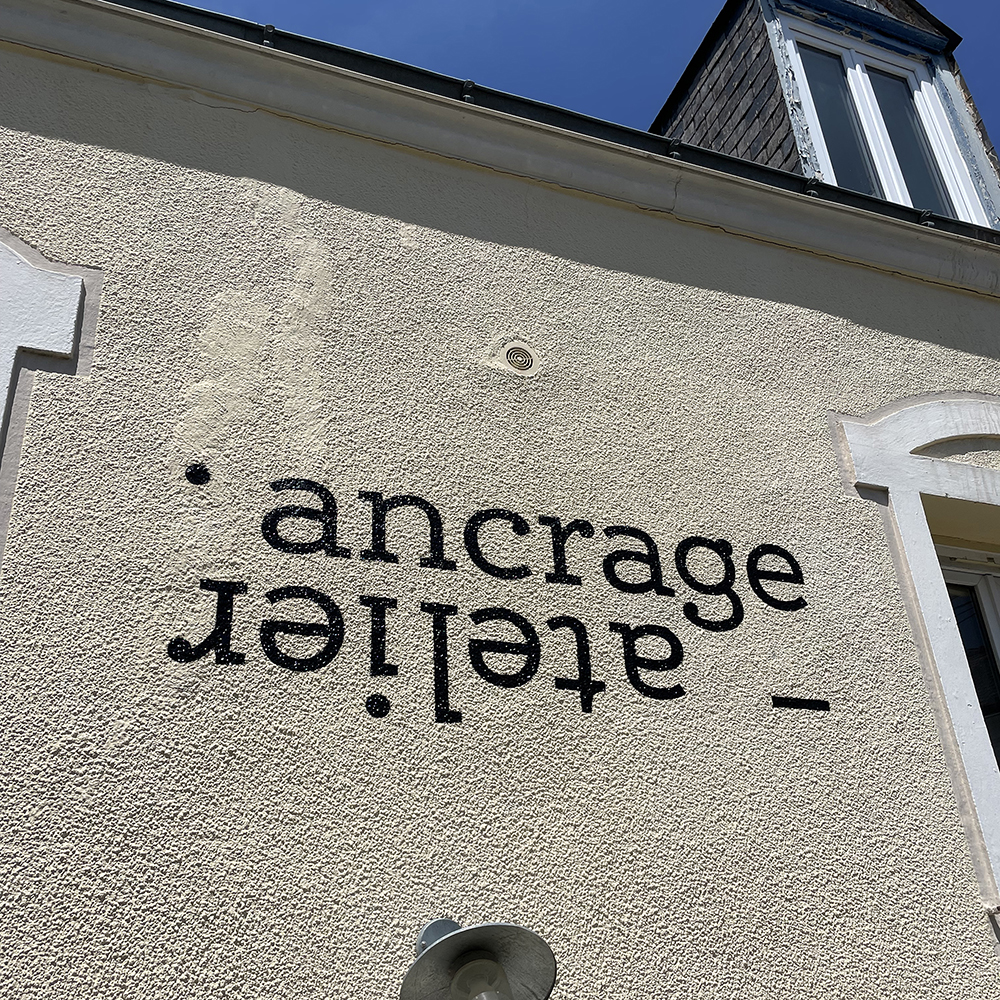 . ancrage
atelier _